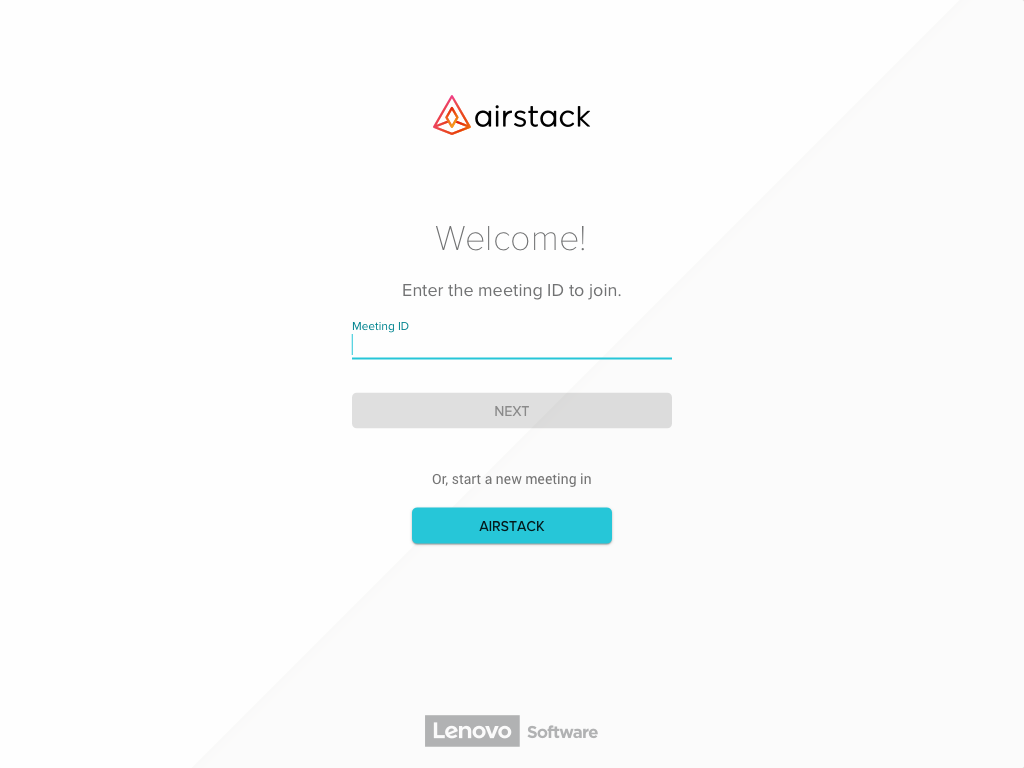 airstack
Welcome!
Enter the meeting ID to join.
Meeting ID
NEXT
Or, start a new meeting in
AIRSTACK
Lenovo Software